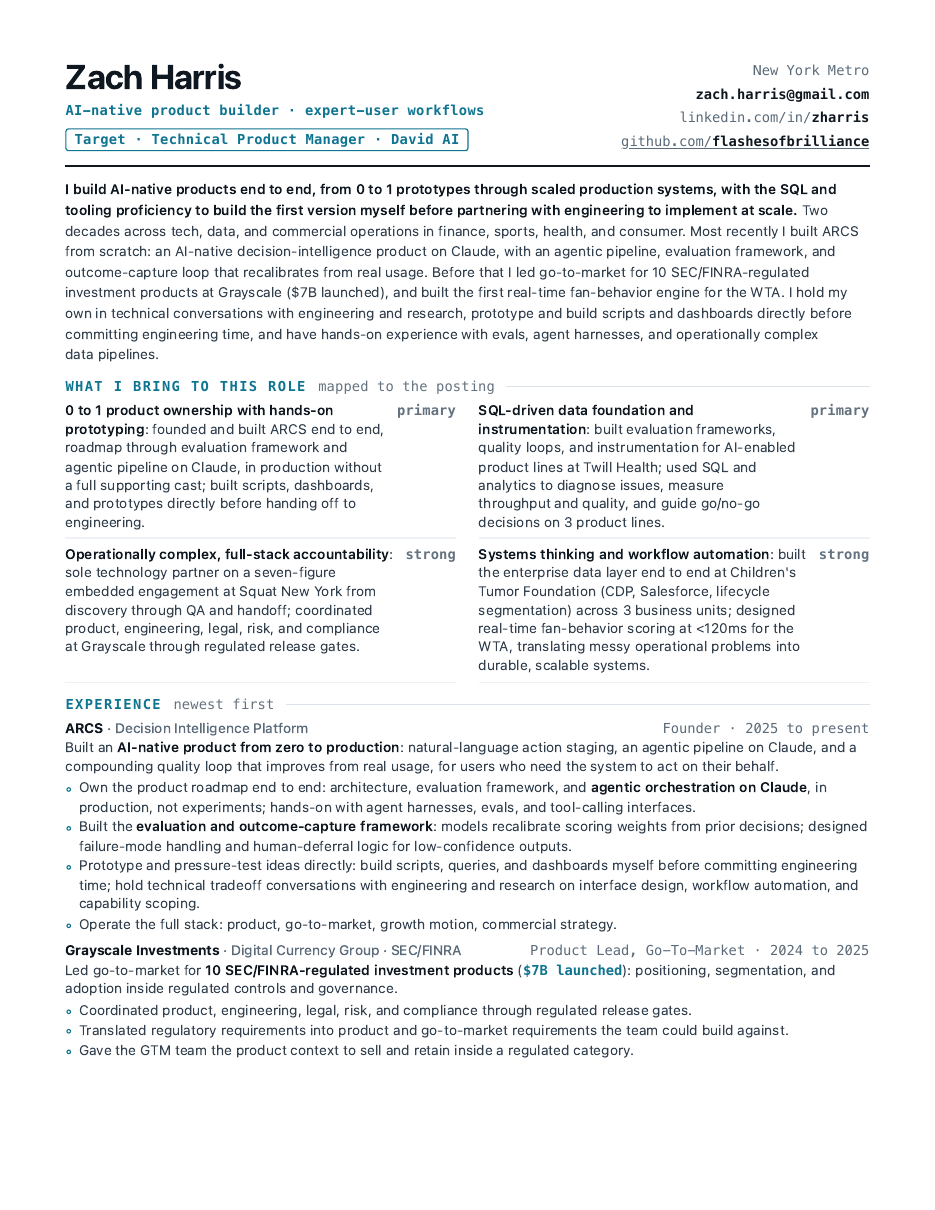 Zach Harris
AI-native product builder · expert-user workflows
Target · Technical Product Manager · David AI
New York Metro
zach.harris@gmail.com
linkedin.com/in/zharris
github.com/flashesofbrilliance
I build AI-native products end to end, from 0 to 1 prototypes through scaled production systems, with the SQL and
tooling proficiency to build the first version myself before partnering with engineering to implement at scale. Two
decades across tech, data, and commercial operations in finance, sports, health, and consumer. Most recently I built ARCS
from scratch: an AI-native decision-intelligence product on Claude, with an agentic pipeline, evaluation framework, and
outcome-capture loop that recalibrates from real usage. Before that I led go-to-market for 10 SEC/FINRA-regulated
investment products at Grayscale ($7B launched), and built the first real-time fan-behavior engine for the WTA. I hold my
own in technical conversations with engineering and research, prototype and build scripts and dashboards directly before
committing engineering time, and have hands-on experience with evals, agent harnesses, and operationally complex
data pipelines.
WHAT I BRING TO THIS ROLE mapped to the posting
0 to 1 product ownership with hands-on primary
prototyping: founded and built ARCS end to end,
roadmap through evaluation framework and
agentic pipeline on Claude, in production without
a full supporting cast; built scripts, dashboards,
and prototypes directly before handing off to
engineering.
SQL-driven data foundation and primary
instrumentation: built evaluation frameworks,
quality loops, and instrumentation for AI-enabled
product lines at Twill Health; used SQL and
analytics to diagnose issues, measure
throughput and quality, and guide go/no-go
decisions on 3 product lines.
Operationally complex, full-stack accountability: strong
sole technology partner on a seven-figure
embedded engagement at Squat New York from
discovery through QA and handoff; coordinated
product, engineering, legal, risk, and compliance
at Grayscale through regulated release gates.
Systems thinking and workflow automation: built strong
the enterprise data layer end to end at Children's
Tumor Foundation (CDP, Salesforce, lifecycle
segmentation) across 3 business units; designed
real-time fan-behavior scoring at <120ms for the
WTA, translating messy operational problems into
durable, scalable systems.
EXPERIENCE newest first
ARCS · Decision Intelligence Platform Founder · 2025 to present
Built an AI-native product from zero to production: natural-language action staging, an agentic pipeline on Claude, and a
compounding quality loop that improves from real usage, for users who need the system to act on their behalf.
Own the product roadmap end to end: architecture, evaluation framework, and agentic orchestration on Claude, in
production, not experiments; hands-on with agent harnesses, evals, and tool-calling interfaces.
Built the evaluation and outcome-capture framework: models recalibrate scoring weights from prior decisions; designed
failure-mode handling and human-deferral logic for low-confidence outputs.
Prototype and pressure-test ideas directly: build scripts, queries, and dashboards myself before committing engineering
time; hold technical tradeoff conversations with engineering and research on interface design, workflow automation, and
capability scoping.
Operate the full stack: product, go-to-market, growth motion, commercial strategy.
Grayscale Investments · Digital Currency Group · SEC/FINRA Product Lead, Go-To-Market · 2024 to 2025
Led go-to-market for 10 SEC/FINRA-regulated investment products ($7B launched): positioning, segmentation, and
adoption inside regulated controls and governance.
Coordinated product, engineering, legal, risk, and compliance through regulated release gates.
Translated regulatory requirements into product and go-to-market requirements the team could build against.
Gave the GTM team the product context to sell and retain inside a regulated category.